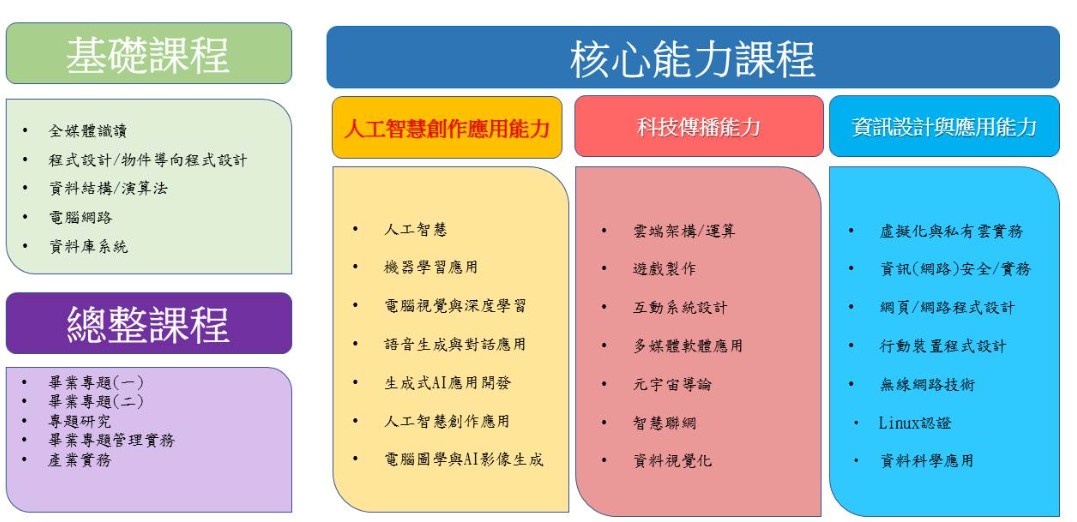 基礎課程
• 全媒體識讀
• 程式設計/物件導向程式設計
• 資料結構/演算法
• 電腦網路
• 資料庫系統
總整課程
• 畢業專題(一)
• 畢業專題(二)
• 專題研究
• 畢業專題管理實務
• 產業實務
核心能力課程
人工智慧創作應用能力
• 人工智慧
• 機器學習應用
• 電腦視覺與深度學習
• 語音生成與對話應用
• 生成式AI應用開發
• 人工智慧創作應用
• 電腦圖學與AI影像生成
科技傳播能力
• 雲端架構/運算
• 遊戲製作
• 互動系統設計
• 多媒體軟體應用
• 元宇宙導論
• 智慧聯網
• 資料視覺化
資訊設計與應用能力
• 虛擬化與私有雲實務
• 資訊(網路)安全/實務
• 網頁/網路程式設計
• 行動裝置程式設計
• 無線網路技術
• Linux認證
• 資料科學應用